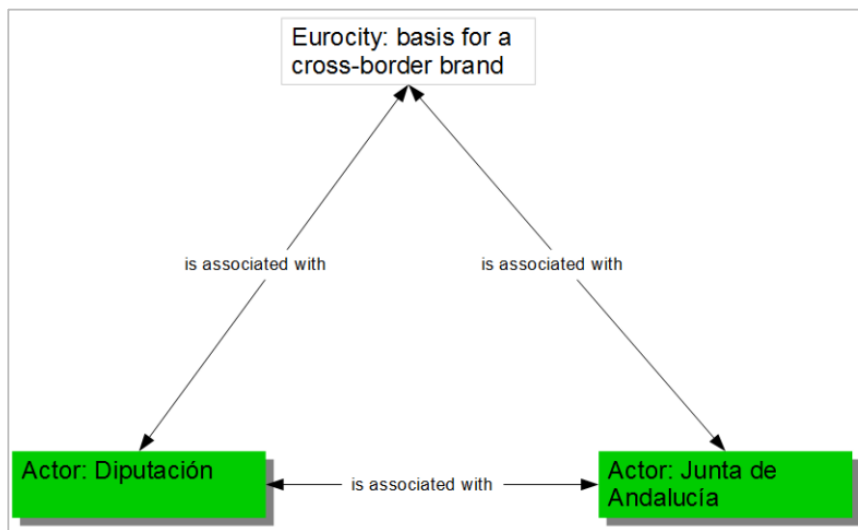 Eurocity: basis for a
cross-border brand
is associated with
is associated with
Actor: Diputación
is associated with
Actor: Junta de
Andalucía